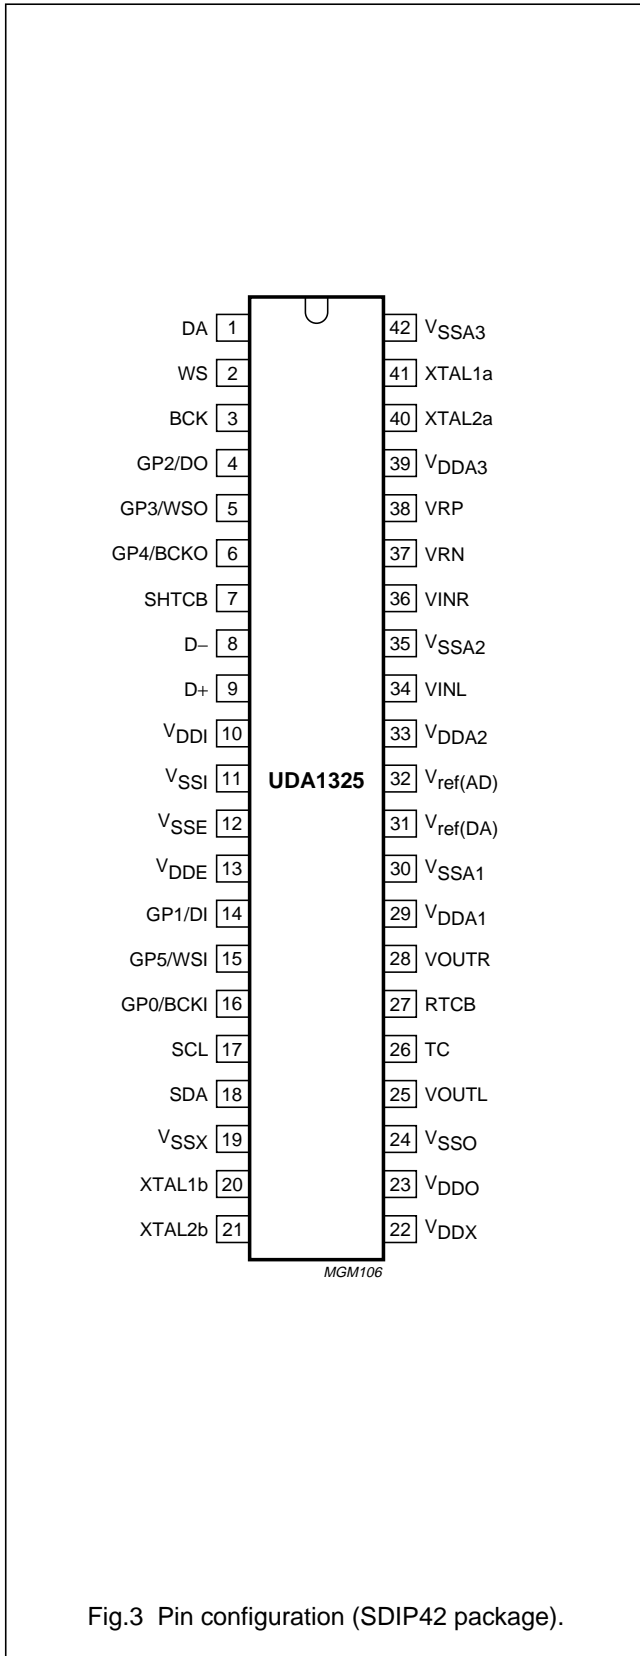 DA 1 42 VSSA3
WS 2 41 XTAL1a
BCK 3 40 XTAL2a
GP2/DO 4 39 VDDA3
GP3/WSO 5 38 VRP
GP4/BCKO 6 37 VRN
SHTCB 7 36 VINR
D− 8 35 VSSA2
D+ 9 34 VINL
VDDI 10 33 VDDA2
VSSI 11 UDA1325 32 Vref(AD)
VSSE 12 31 Vref(DA)
VDDE 13 30 VSSA1
GP1/DI 14 29 VDDA1
GP5/WSI 15 28 VOUTR
GP0/BCKI 16 27 RTCB
SCL 17 26 TC
SDA 18 25 VOUTL
VSSX 19 24 VSSO
XTAL1b 20 23 VDDO
XTAL2b 21 22 VDDX
MGM106
Fig.3 Pin configuration (SDIP42 package).